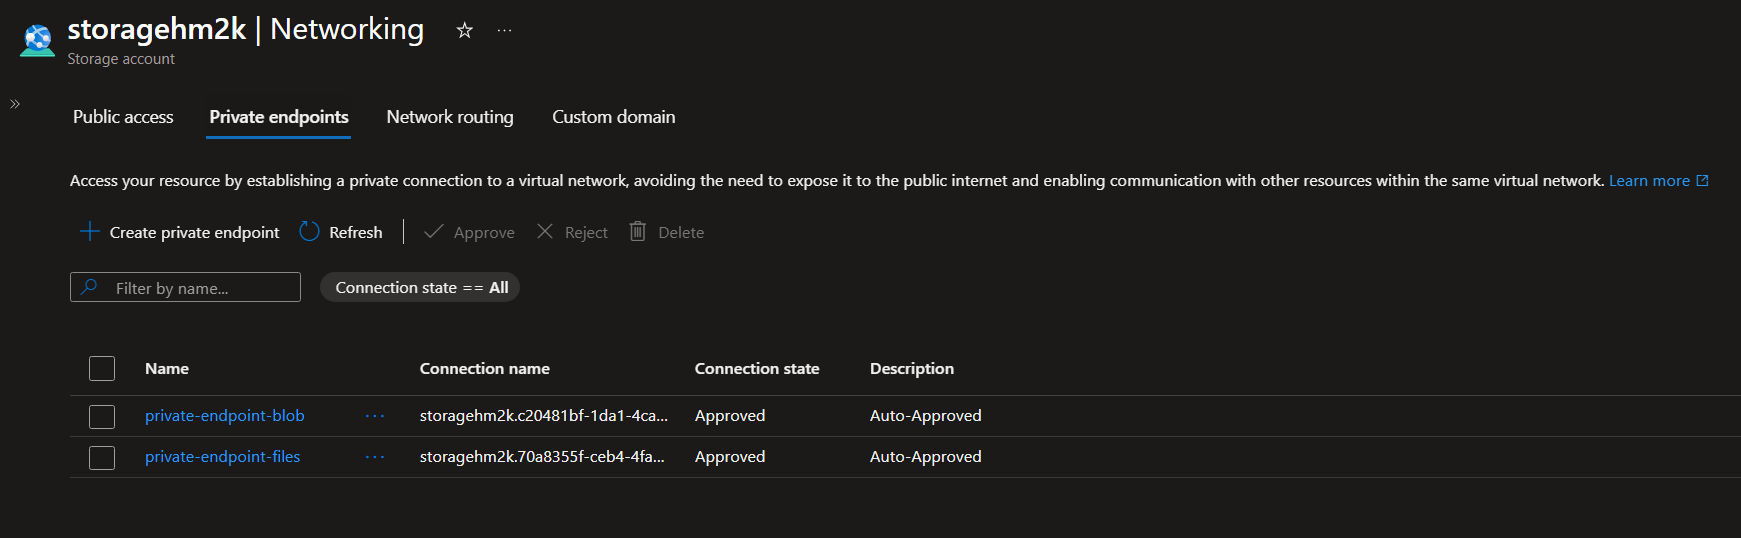 storagehm2k | Networking
Storage account
Public access Private endpoints Network routing Custom domain
Access your resource by establishing a private connection to a virtual network, avoiding the need to expose it to the public internet and enabling communication with other resources within the same virtual network. Learn more
Create private endpoint Refresh Approve Reject Delete
Filter by name... Connection state == All
Name Connection name Connection state Description
private-endpoint-blob ... storagehm2k.c20481bf-1da1-4ca... Approved Auto-Approved
private-endpoint-files ... storagehm2k.70a8355f-ceb4-4fa... Approved Auto-Approved